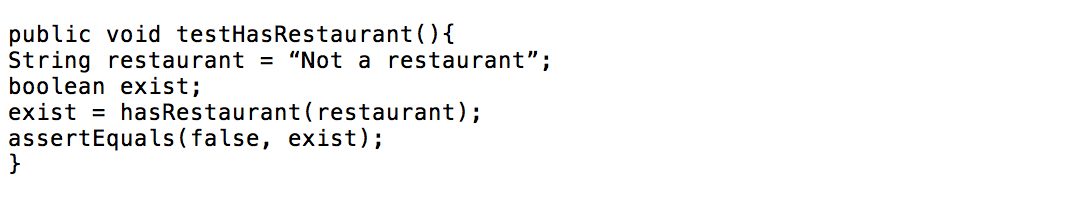 public void testHasRestaurant(){
String restaurant = “Not a restaurant”;
boolean exist;
exist = hasRestaurant(restaurant);
assertEquals(false, exist);
}